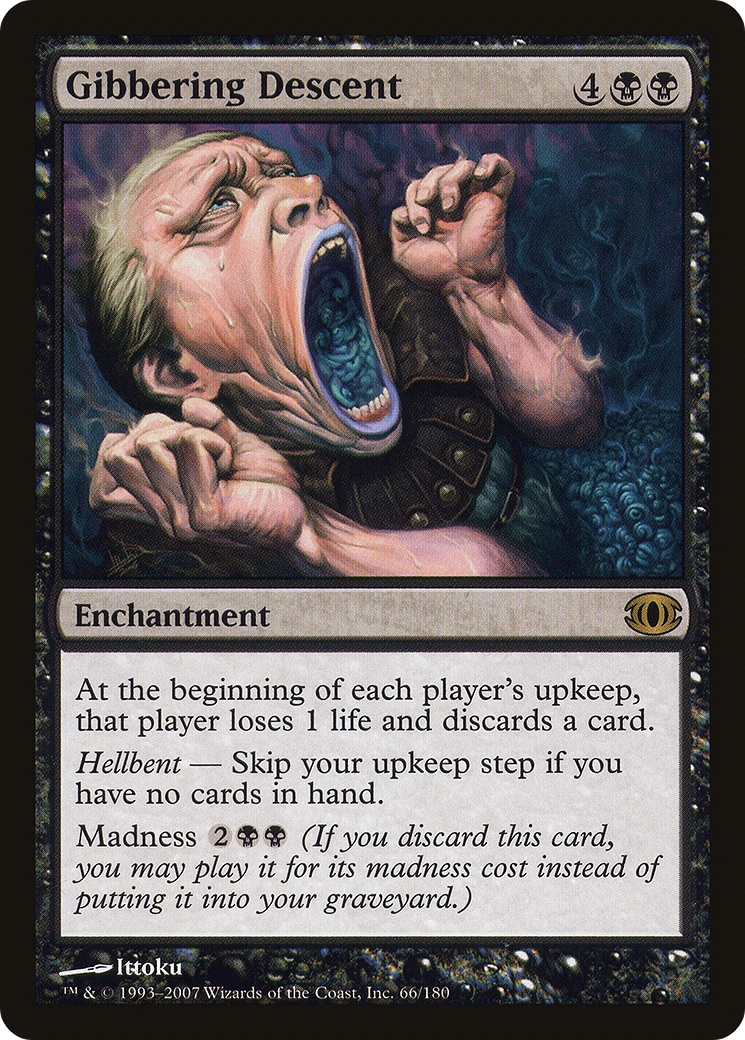 Gibbering Descent 4
Enchantment
At the beginning of each player's upkeep,
that player loses 1 life and discards a card.
Hellbent — Skip your upkeep step if you
have no cards in hand.
Madness 2 (If you discard this card,
you may play it for its madness cost instead of
putting it into your graveyard.)
Ittoku
™ & © 1993–2007 Wizards of the Coast, Inc. 66/180